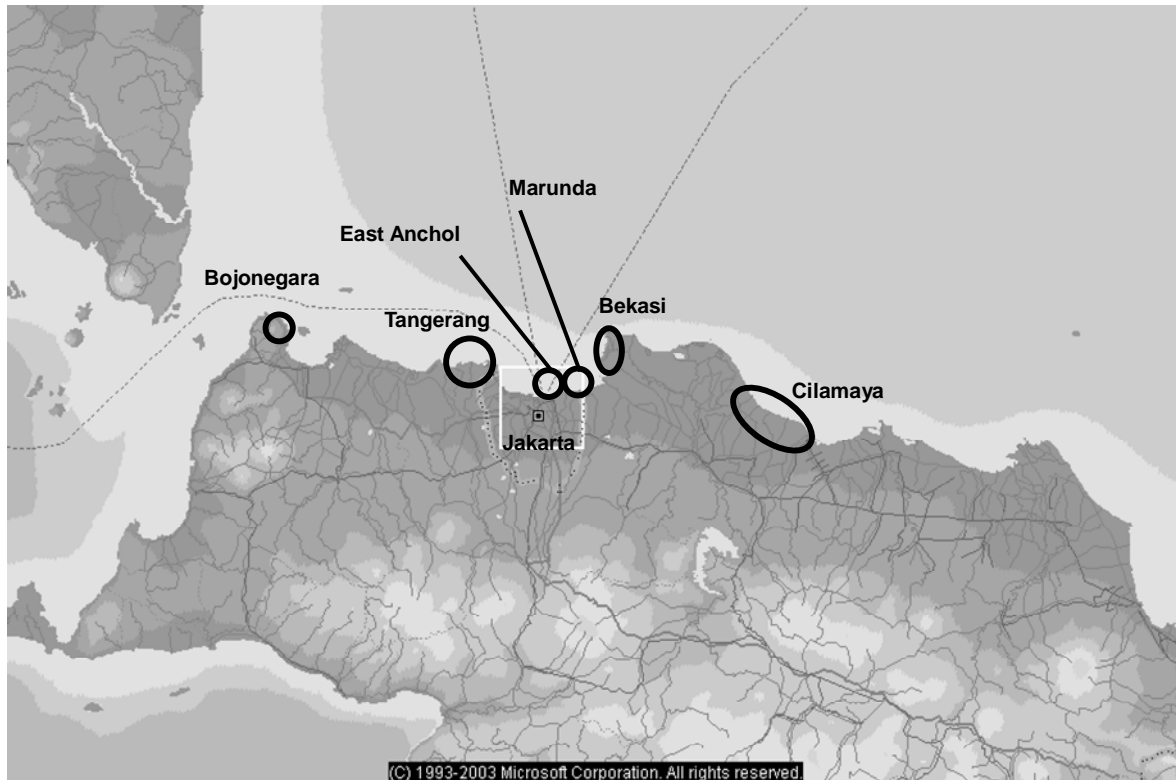 Marunda
East Anchol
Bojonegara
Bekasi
Tangerang
Cilamaya
Jakarta
(C) 1993-2003 Microsoft Corporation. All rights reserved.